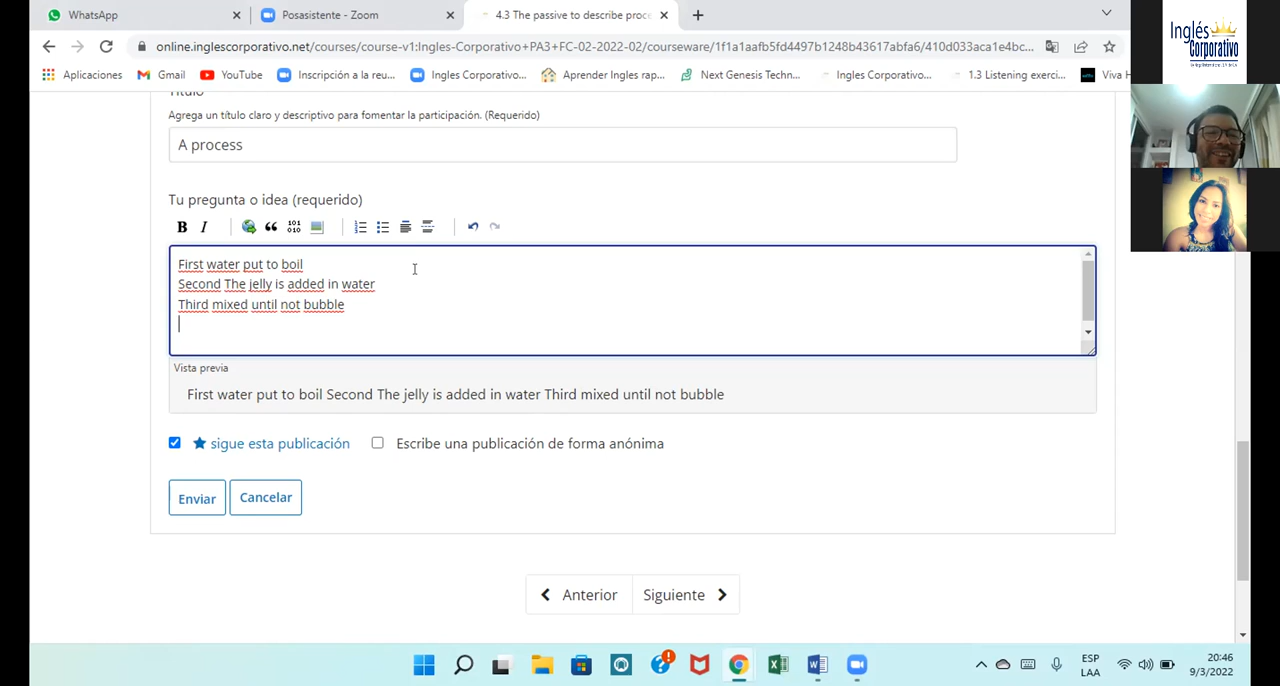 WhatsApp
Posasistente - Zoom
4.3 The passive to describe proce
online.inglescorporativo.net/courses/course-v1:Ingles-Corporativo+PA3+FC-02-2022-02/courseware/1f1a1aafb5fd4497b1248b43617abfa6/410d033aca1e4bc...
Aplicaciones
Gmail
YouTube
Inscripció a la reu...
Ingles Corporativo...
Aprender Ingles rap...
Next Genesis Techn...
Ingles Corporativo...
1.3 Listening exerci...
Viva H
Inglés
Corporativo
Título
Agrega un título claro y descriptivo para fomentar la participación. (Requerido)
A process
Tu pregunta o idea (requerido)
B I
First water put to boil
Second The jelly is added in water
Third mixed until not bubble
Vista previa
First water put to boil Second The jelly is added in water Third mixed until not bubble
sigue esta publicación
Escribe una publicación de forma anónima
Enviar
Cancelar
Anterior
Siguiente
ESP
LAA
20:46
9/3/2022